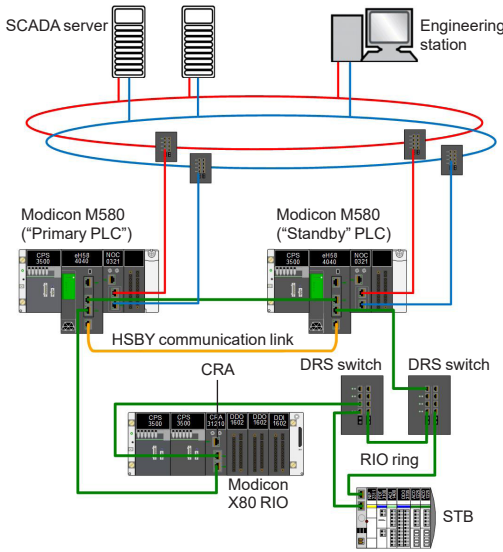 SCADA server
Engineering
station
Modicon M580
(“Primary PLC”)
Modicon M580
(“Standby” PLC)
CPS
3500
eH58
4040
NOC
0321
CPS
3500
eH58
4040
NOC
0321
HSBY communication link
CRA
DRS switch
DRS switch
CPS
3500
CPS
3500
CRA
31210
DDO
1602
DDO
1602
DDI
1602
RIO ring
Modicon
X80 RIO
STB